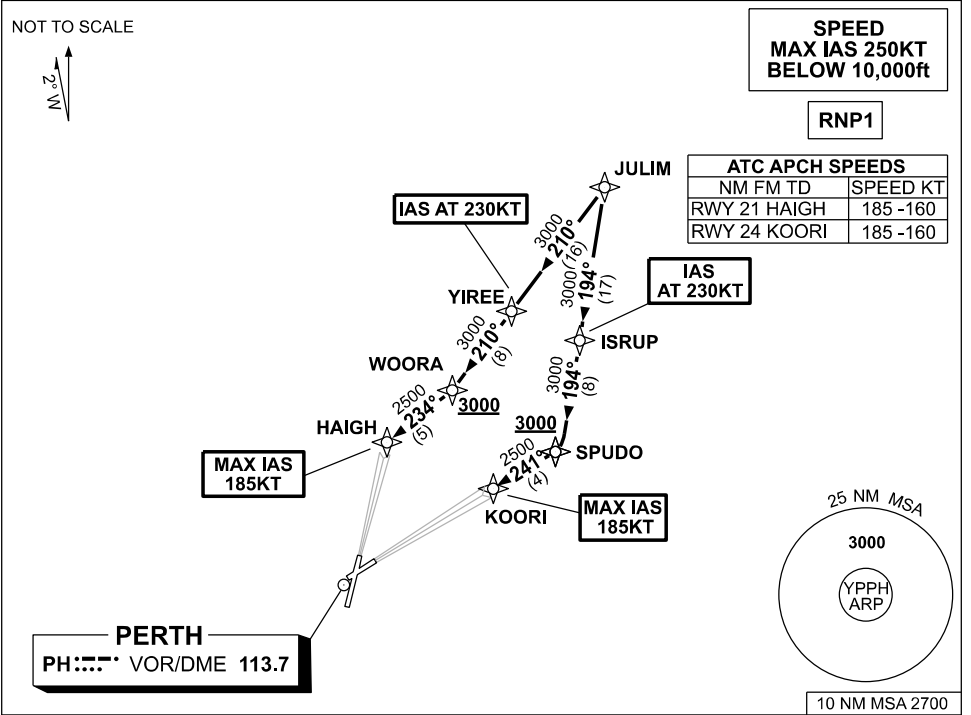 NOT TO SCALE
2° W
SPEED
MAX IAS 250KT
BELOW 10,000ft
RNP1
ATC APCH SPEEDS
NM FM TD SPEED KT
RWY 21 HAIGH 185 -160
RWY 24 KOORI 185 -160
JULIM
IAS AT 230KT
3000
210°
(16)
3000
194°
(17)
IAS
AT 230KT
YIREE
ISRUP
3000
210°
(8)
3000
194°
(8)
WOORA
3000
2500
234°
(5)
HAIGH
3000
SPUDO
2500
241°
(4)
MAX IAS
185KT
KOORI
MAX IAS
185KT
25 NM MSA
3000
YPPH
ARP
PERTH
PH VOR/DME 113.7
10 NM MSA 2700